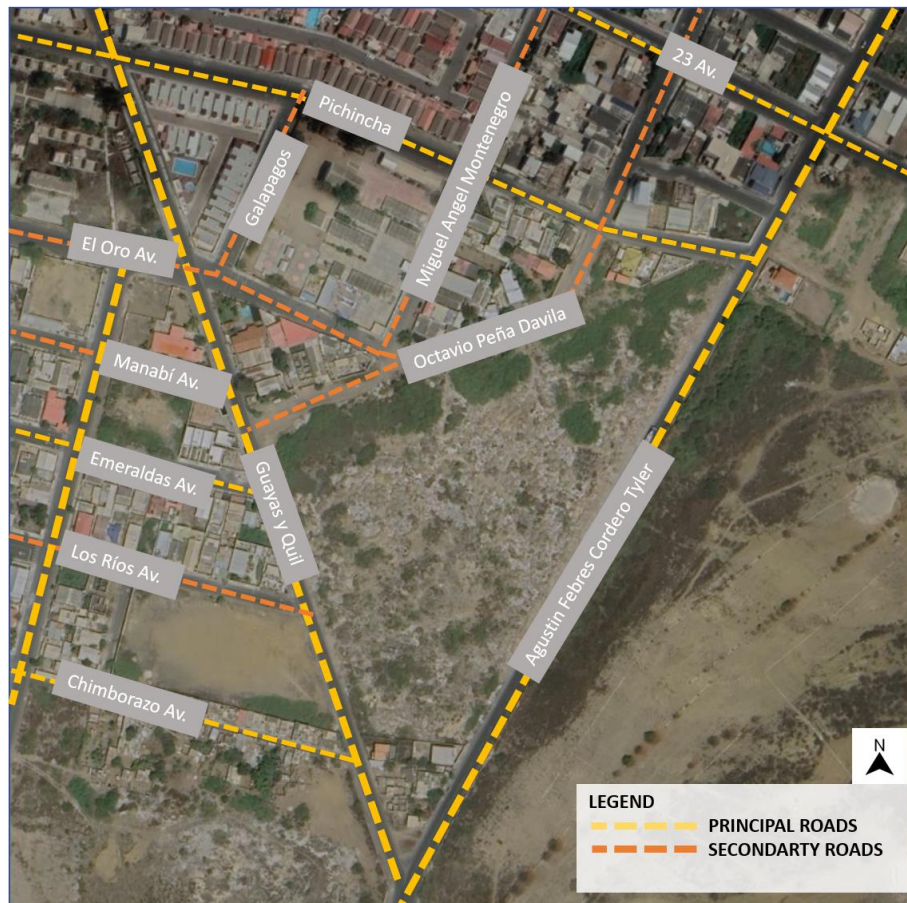 23 Av.
Pichincha
Miguel Angel Montenegro
Galapagos
El Oro Av.
Octavio Peña Davila
Manabí Av.
Emeraldas Av.
Guayas y Quil
Agustin Febres Cordero Tyler
Los Ríos Av.
Chimborazo Av.
N
LEGEND
PRINCIPAL ROADS
SECONDARTY ROADS